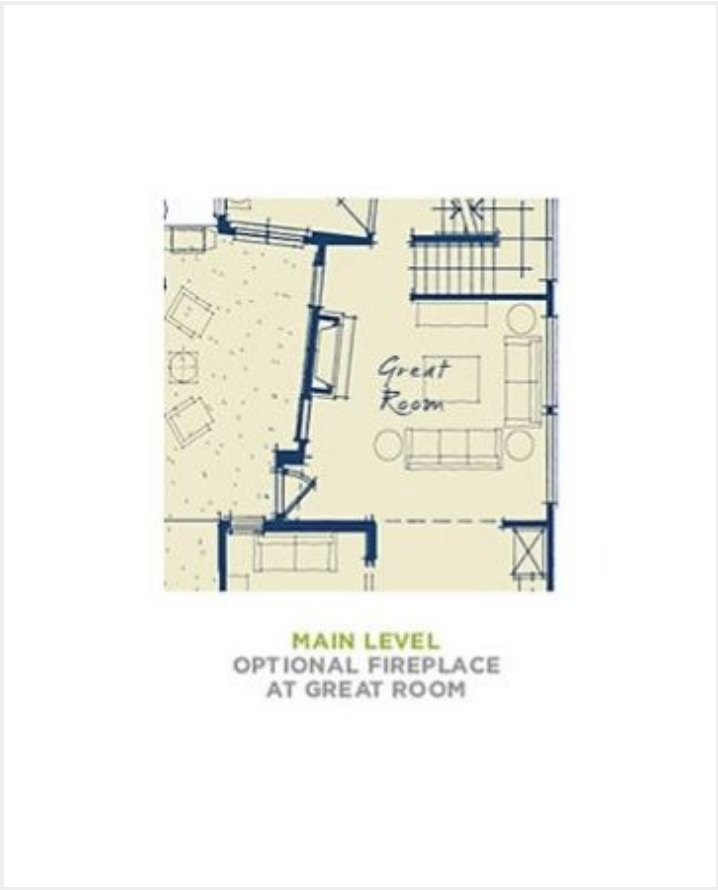 Great
Room
MAIN LEVEL
OPTIONAL FIREPLACE
AT GREAT ROOM